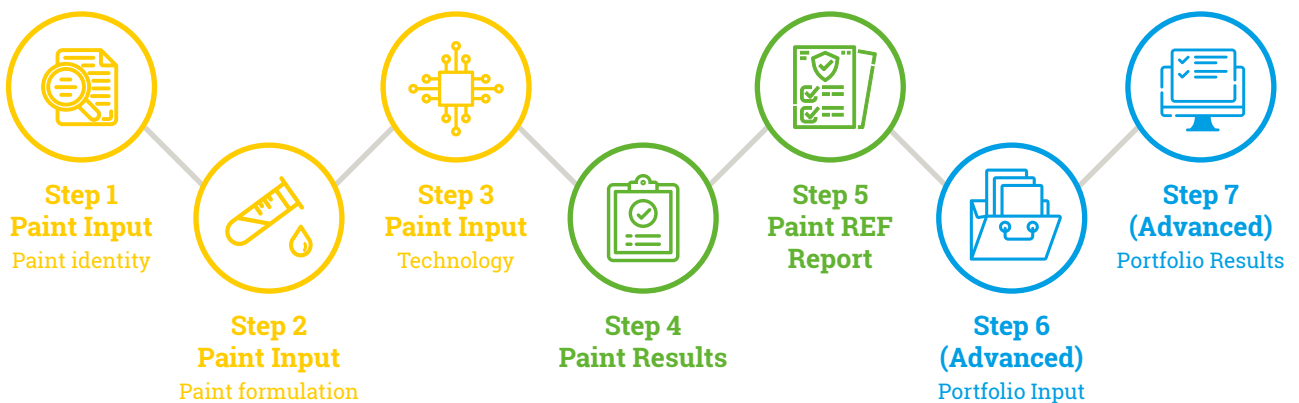 Step 1
Paint Input
Paint identity
Step 2
Paint Input
Paint formulation
Step 3
Paint Input
Technology
Step 4
Paint Results
Step 5
Paint REF
Report
Step 6
(Advanced)
Portfolio Input
Step 7
(Advanced)
Portfolio Results